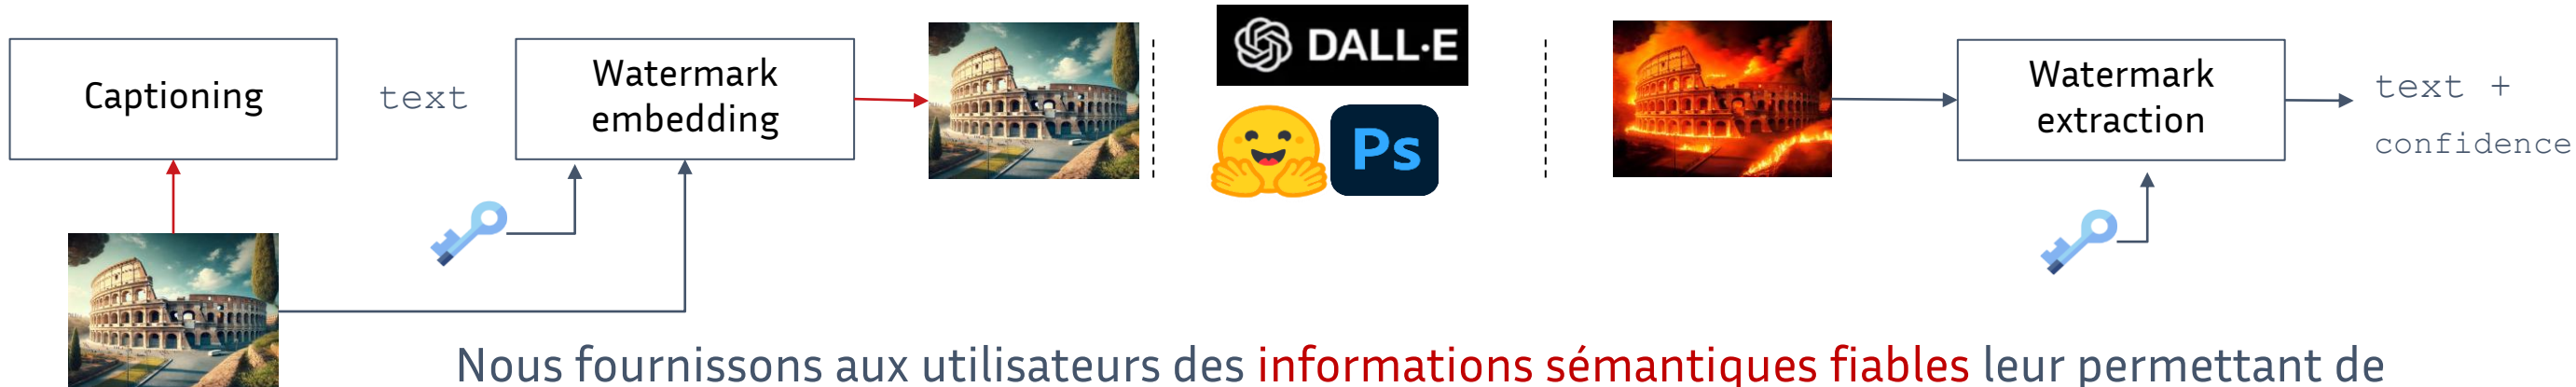 Captioning
text
Watermark
embedding
DALL·E
Ps
Watermark
extraction
text +
confidence
Nous fournissons aux utilisateurs des informations sémantiques fiables leur permettant de